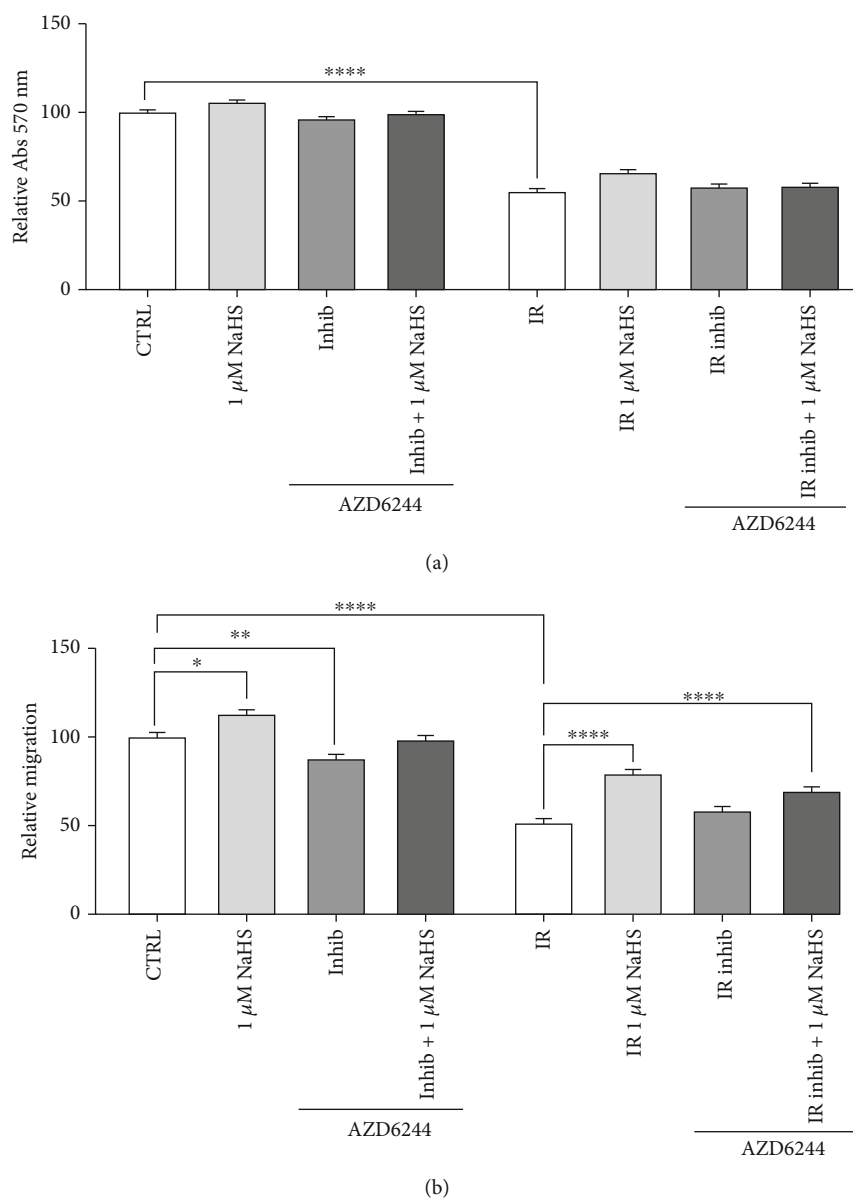 150
100
50
0
Relative Abs 570 nm
****
CTRL
1 μM NaHS
Inhib
Inhib + 1 μM NaHS
IR
IR 1 μM NaHS
IR inhib
IR inhib + 1 μM NaHS
AZD6244
AZD6244
(a)
150
100
50
0
Relative migration
****
**
*
****
****
CTRL
1 μM NaHS
Inhib
Inhib + 1 μM NaHS
IR
IR 1 μM NaHS
IR inhib
IR inhib + 1 μM NaHS
AZD6244
AZD6244
(b)